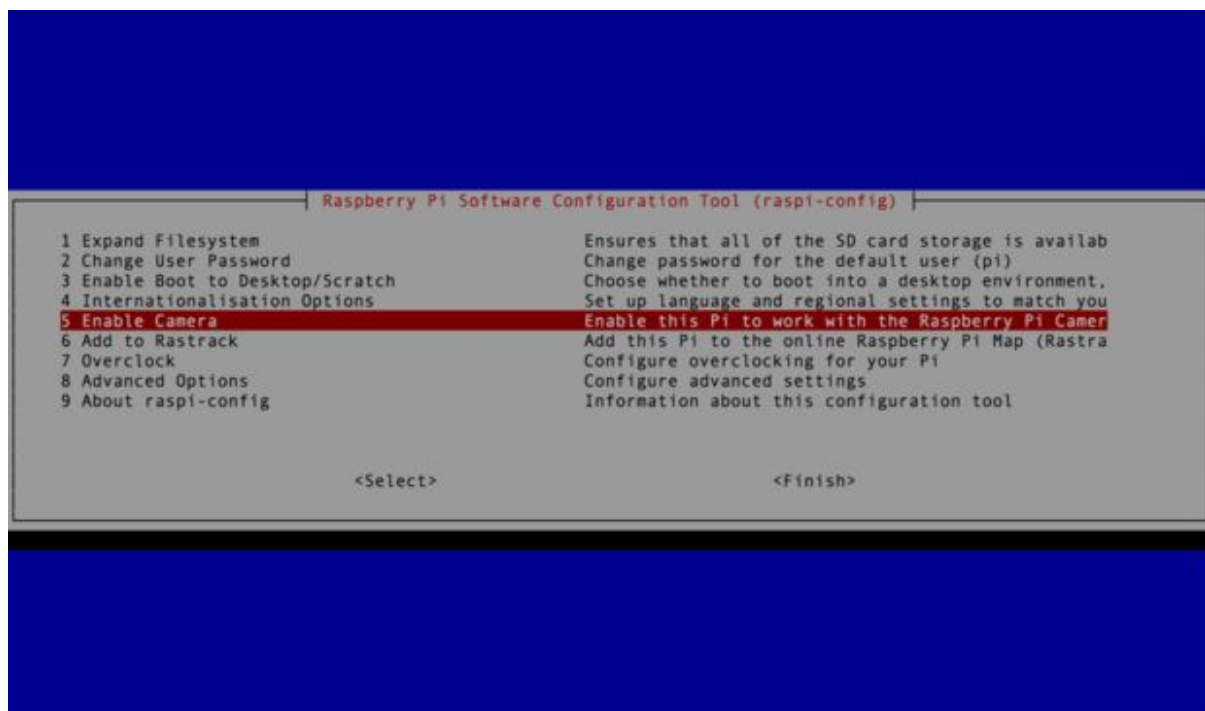 Raspberry Pi Software Configuration Tool (raspi-config)
1 Expand Filesystem Ensures that all of the SD card storage is availab
2 Change User Password Change password for the default user (pi)
3 Enable Boot to Desktop/Scratch Choose whether to boot into a desktop environment,
4 Internationalisation Options Set up language and regional settings to match you
5 Enable Camera Enable this Pi to work with the Raspberry Pi Camer
6 Add to Rastrack Add this Pi to the online Raspberry Pi Map (Rastra
7 Overclock Configure overclocking for your Pi
8 Advanced Options Configure advanced settings
9 About raspi-config Information about this configuration tool
<Select> <Finish>